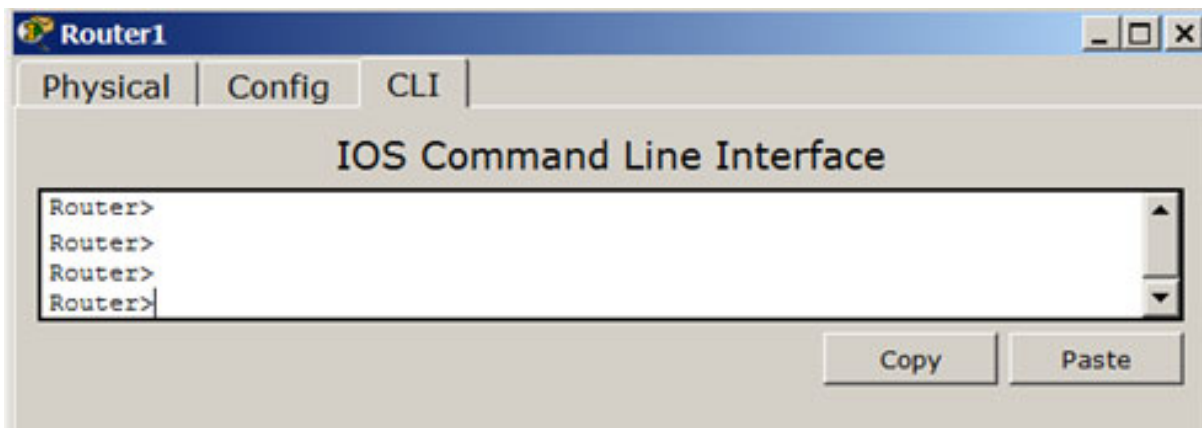 Router1
Physical Config CLI
IOS Command Line Interface
Router>
Router>
Router>
Router>
Copy Paste